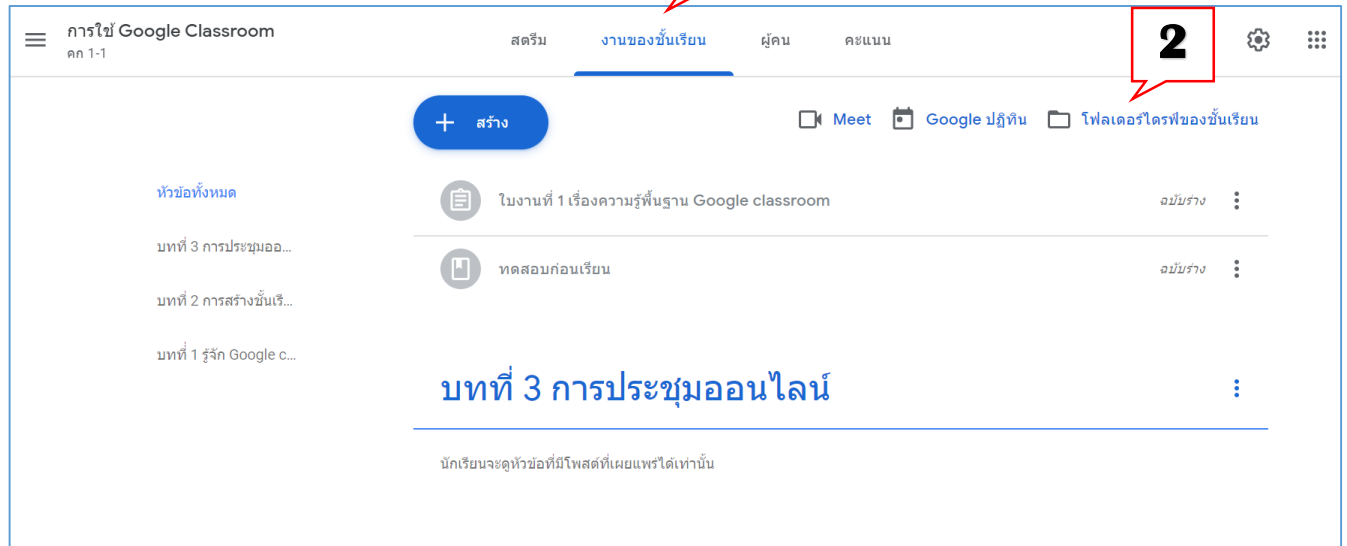 การใช้ Google Classroom
คก 1-1
สตรีม งานของชั้นเรียน ผู้คน คะแนน
2
สร้าง
Meet Google ปฏิทิน โฟลเดอร์ไดรฟ์ของชั้นเรียน
หัวข้อทั้งหมด
บทที่ 3 การประชุมออ...
บทที่ 2 การสร้างชั้นเรี...
บทที่ 1 รู้จัก Google c...
ใบงานที่ 1 เรื่องความรู้พื้นฐาน Google classroom ฉบับร่าง
ทดสอบก่อนเรียน ฉบับร่าง
บทที่ 3 การประชุมออนไลน์
นักเรียนจะดูหัวข้อที่มีโพสต์ที่เผยแพร่ได้เท่านั้น